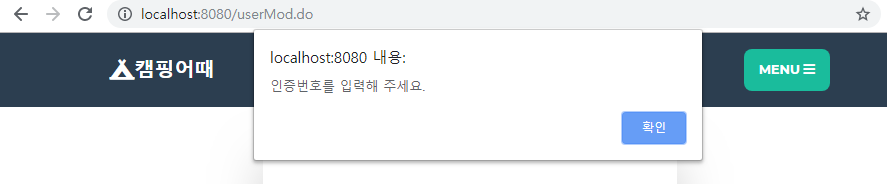 localhost:8080/userMod.do
localhost:8080 내용:
인증번호를 입력해 주세요.
확인
캠핑어때
MENU